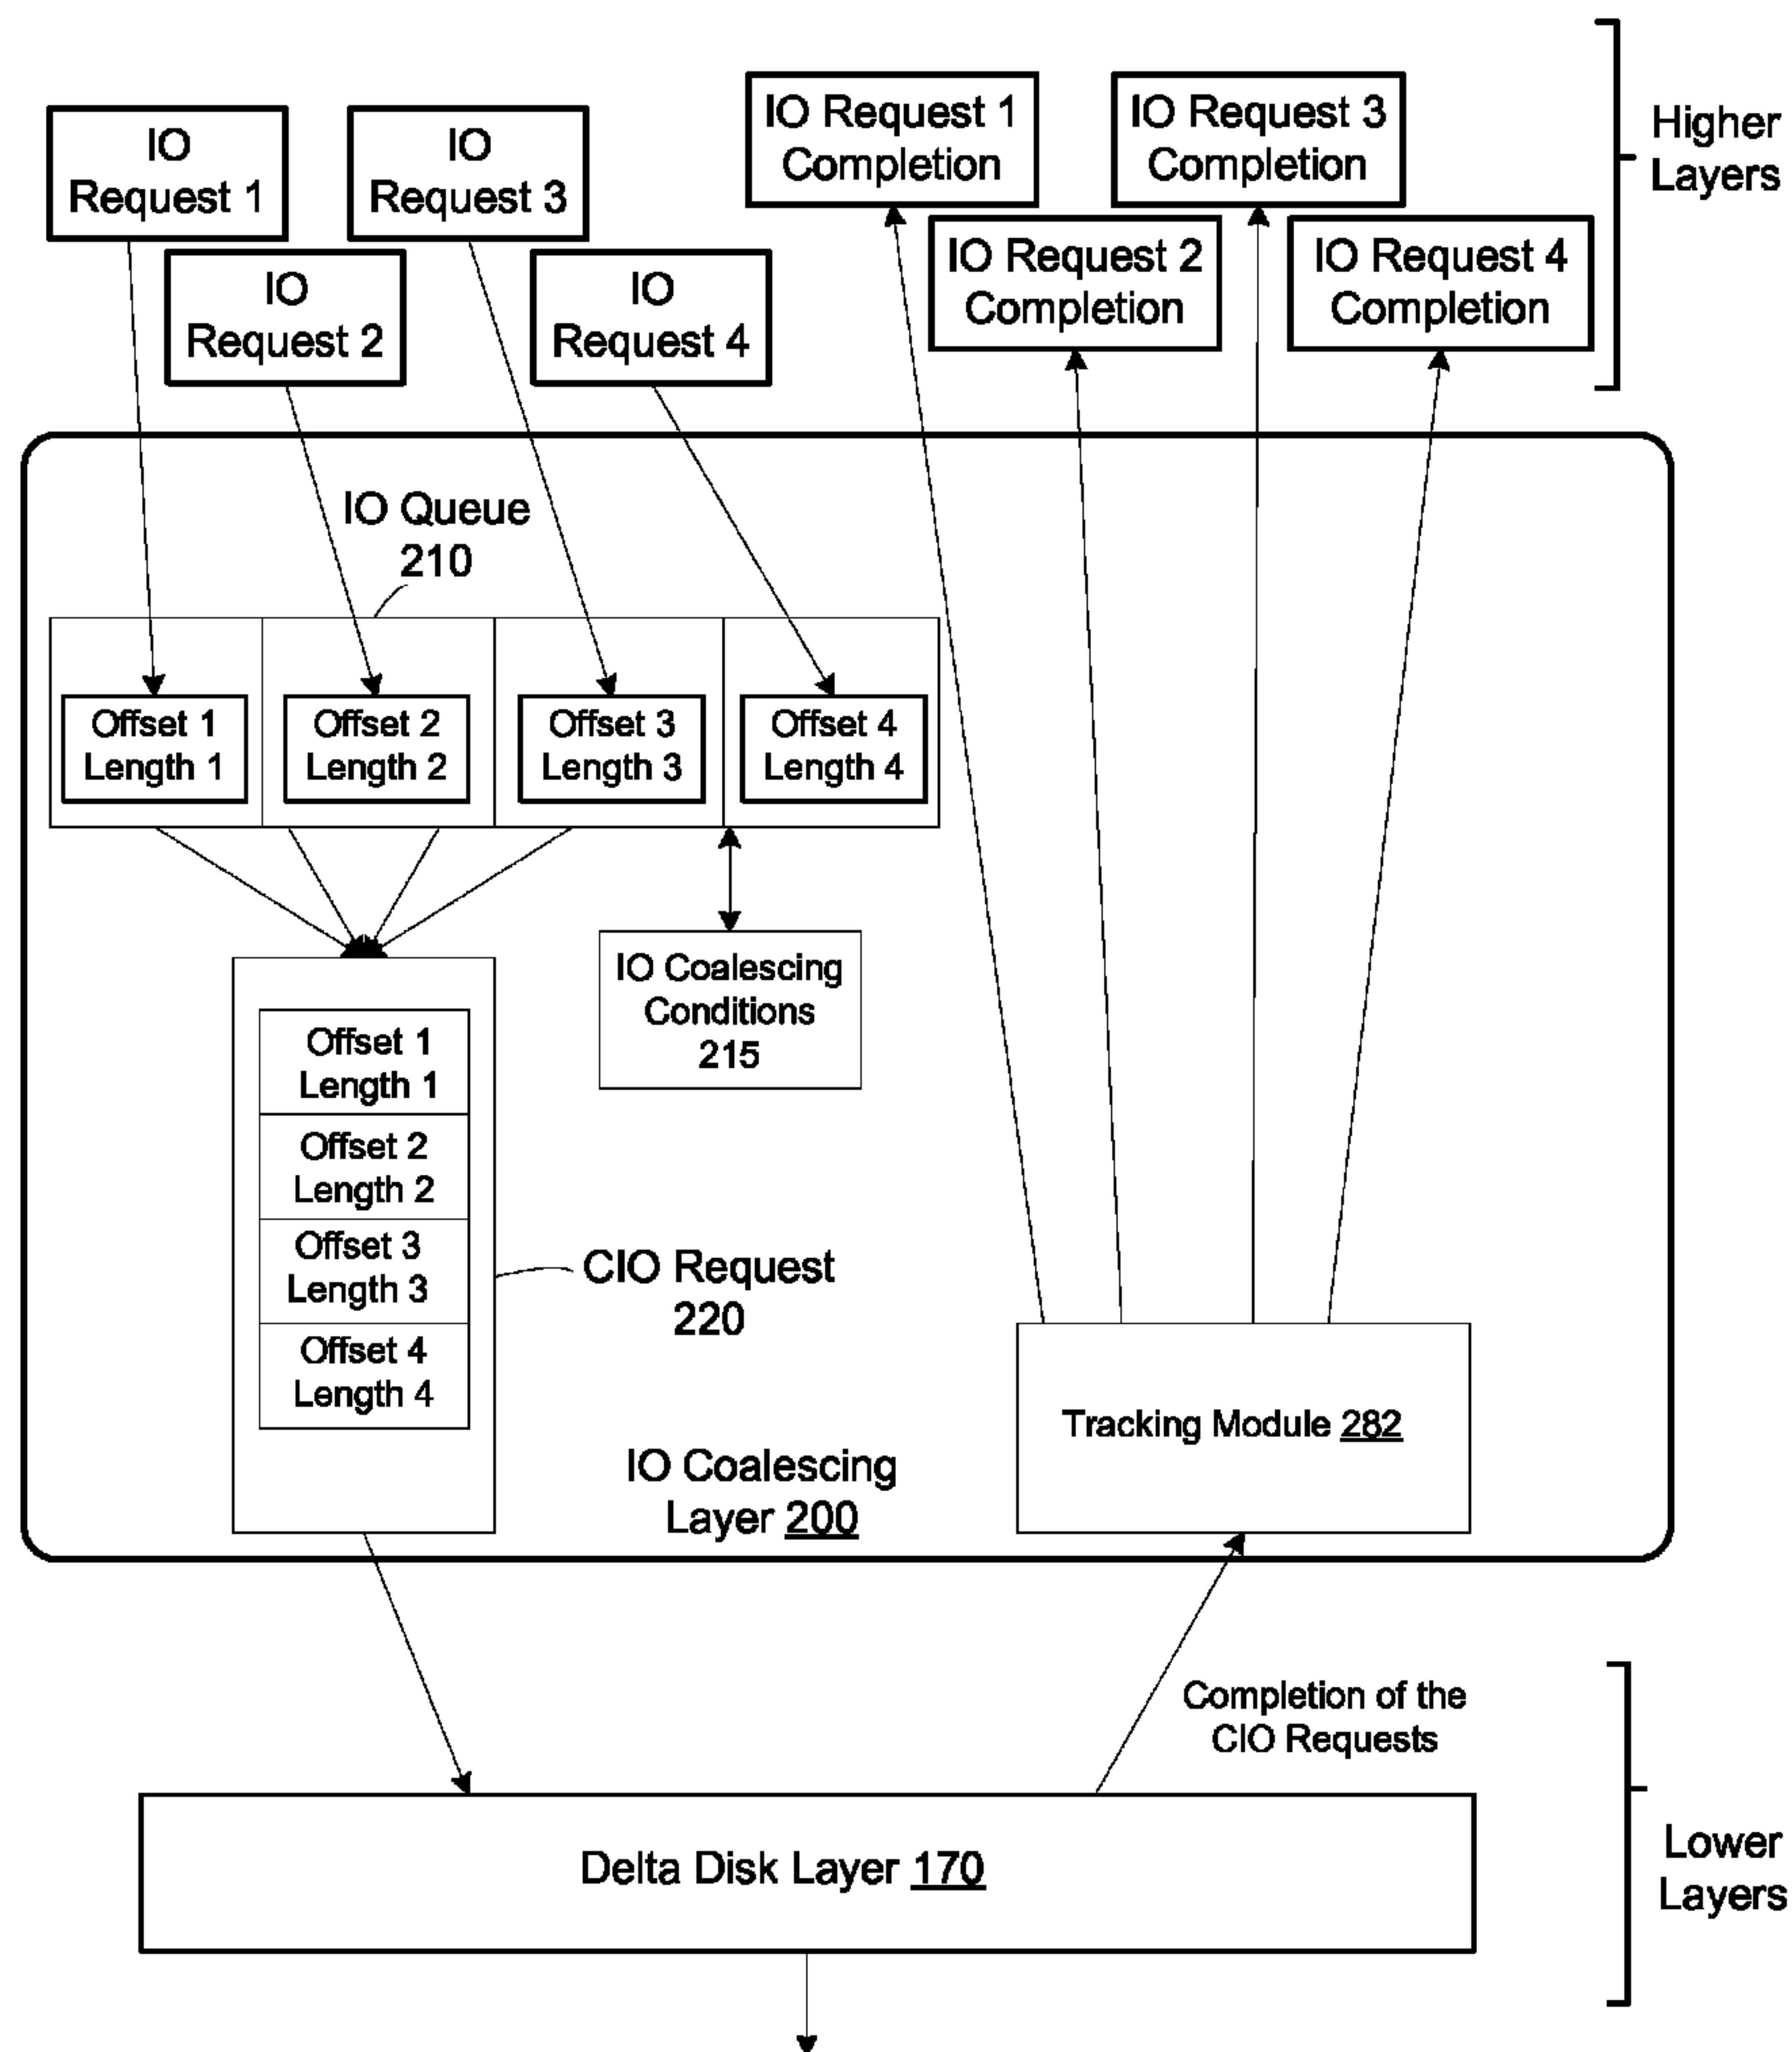 IO
Request 1
IO
Request 3
IO Request 1
Completion
IO Request 3
Completion
Higher
Layers
IO
Request 2
IO
Request 4
IO Request 2
Completion
IO Request 4
Completion
IO Queue
210
Offset 1
Length 1
Offset 2
Length 2
Offset 3
Length 3
Offset 4
Length 4
IO Coalescing
Conditions
215
Offset 1
Length 1
Offset 2
Length 2
Offset 3
Length 3
Offset 4
Length 4
CIO Request
220
Tracking Module 282
IO Coalescing
Layer 200
Completion of the
CIO Requests
Delta Disk Layer 170
Lower
Layers